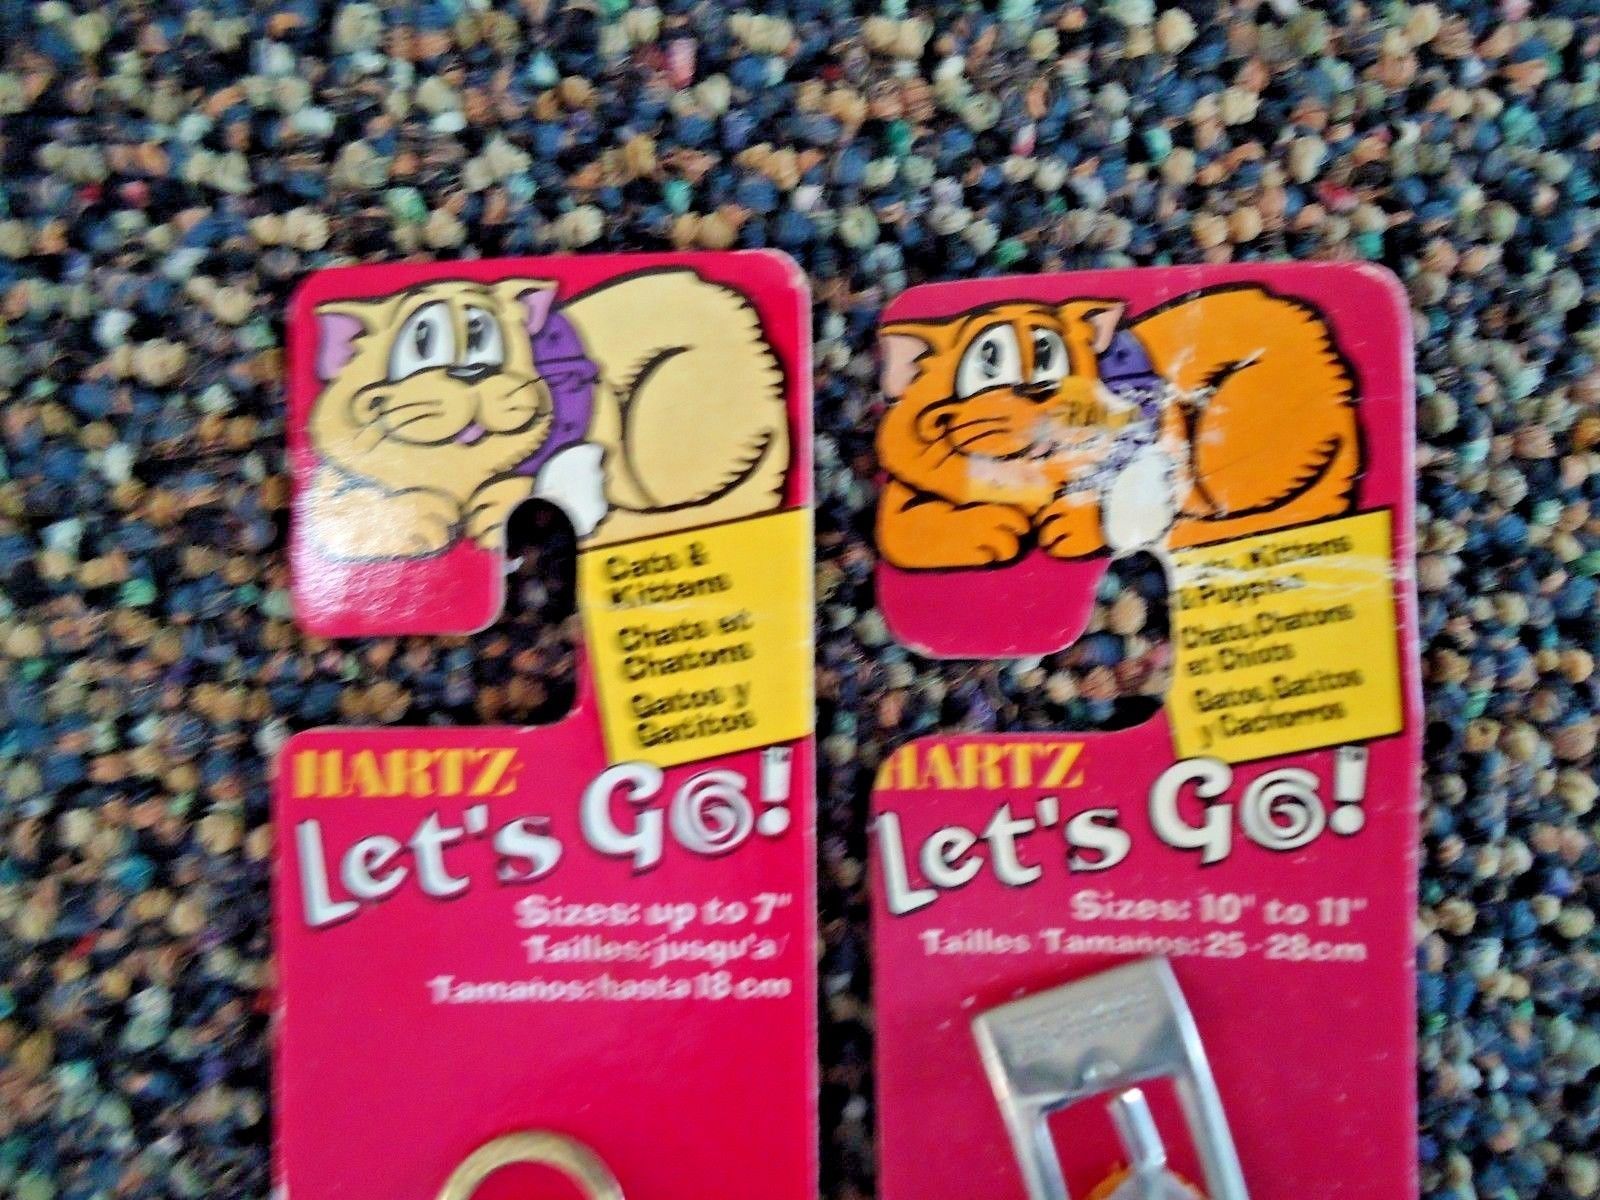 Cats &
Kittens
Chats et
Chatons
Gatos y
Gatitos
HARTZ
Let's Go!
Sizes: up to 7"
Tailles: jusqu'a/
Tamanos: hasta 18 cm
Kittens
& Puppies
Chats, Chatons
et Chiots
Gatos, Gatitos
y Cachorros
HARTZ
Let's Go!
Sizes: 10" to 11"
Tailles/Tamanos: 25-28cm